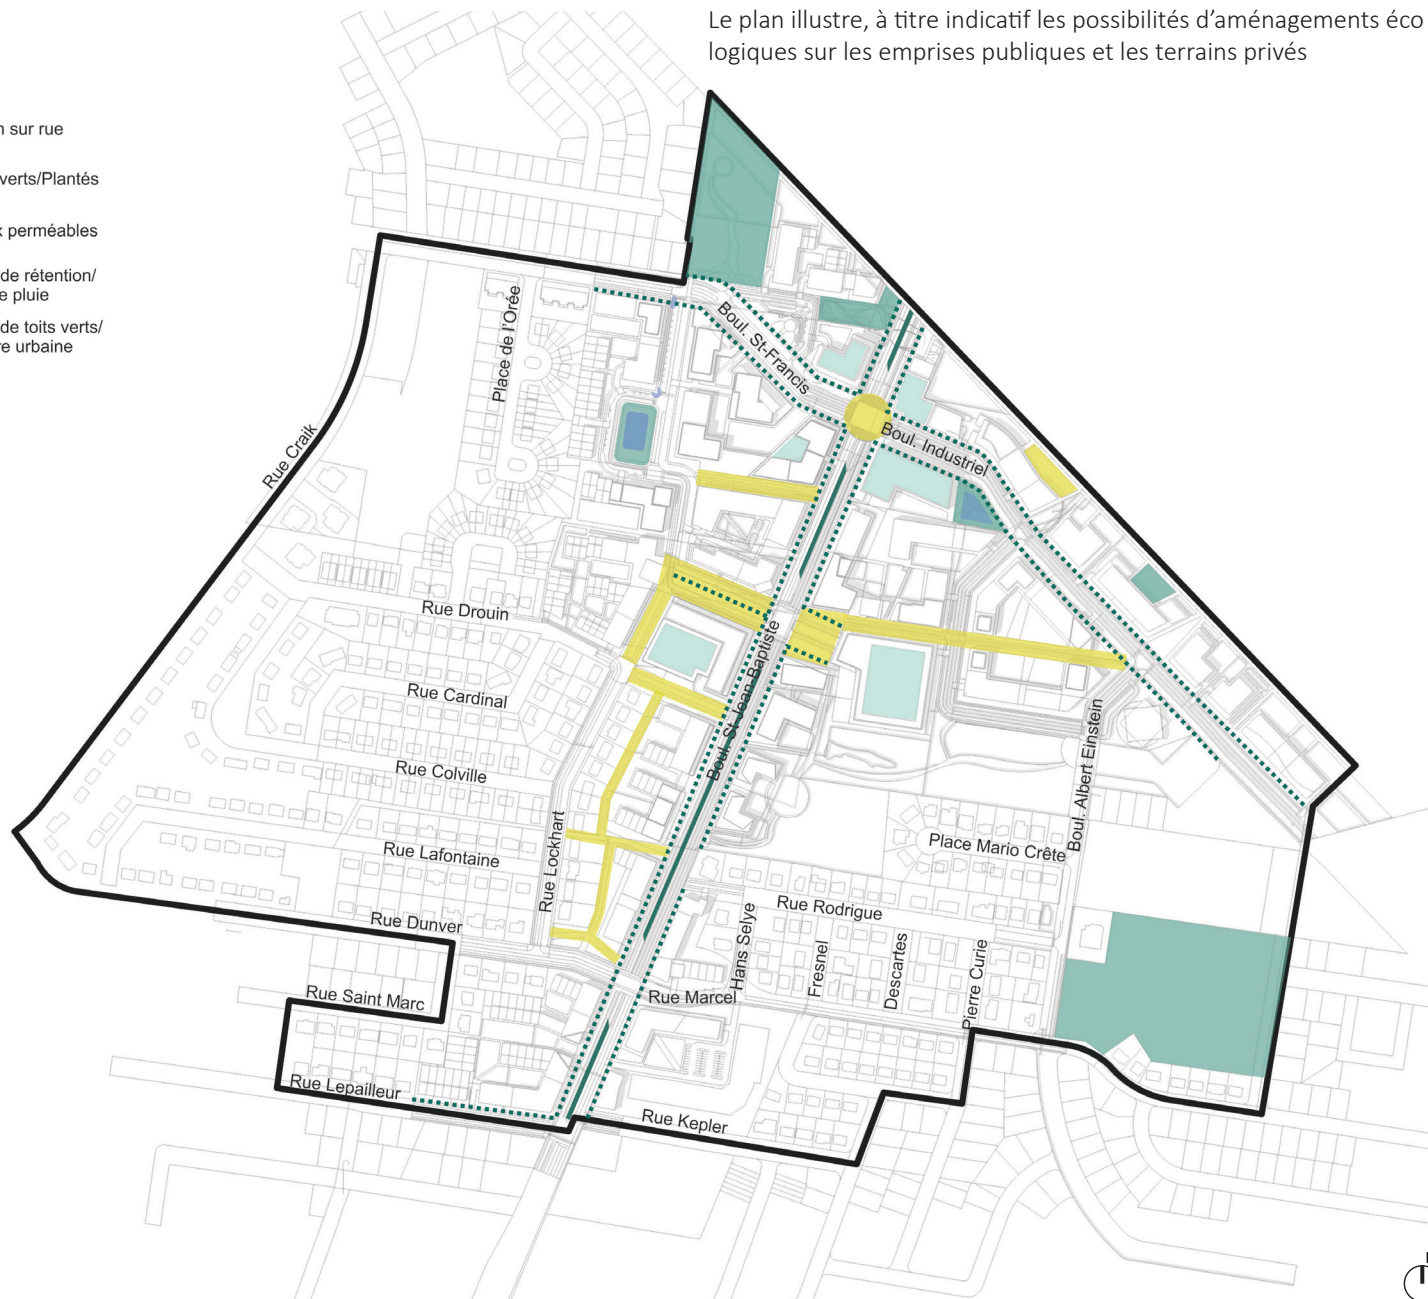 Le plan illustre, à titre indicatif les possibilités d'aménagements éco
logiques sur les emprises publiques et les terrains privés
sur rue
verts/Plantés
perméables
de rétention/
pluie
de toits verts/
urbaine
Place de l'Orée
Boul. St-Francis
Boul. Industriel
Rue Craik
Rue Drouin
Rue Cardinal
Boul. St-Jean-Baptiste
Rue Colville
Boul. Albert Einstein
Rue Lockhart
Rue Lafontaine
Place Mario Crête
Rue Rodrigue
Rue Dunver
Hans Selye
Fresnel
Descartes
Pierre Curie
Rue Saint Marc
Rue Marcel
Rue Lepailleur
Rue Kepler